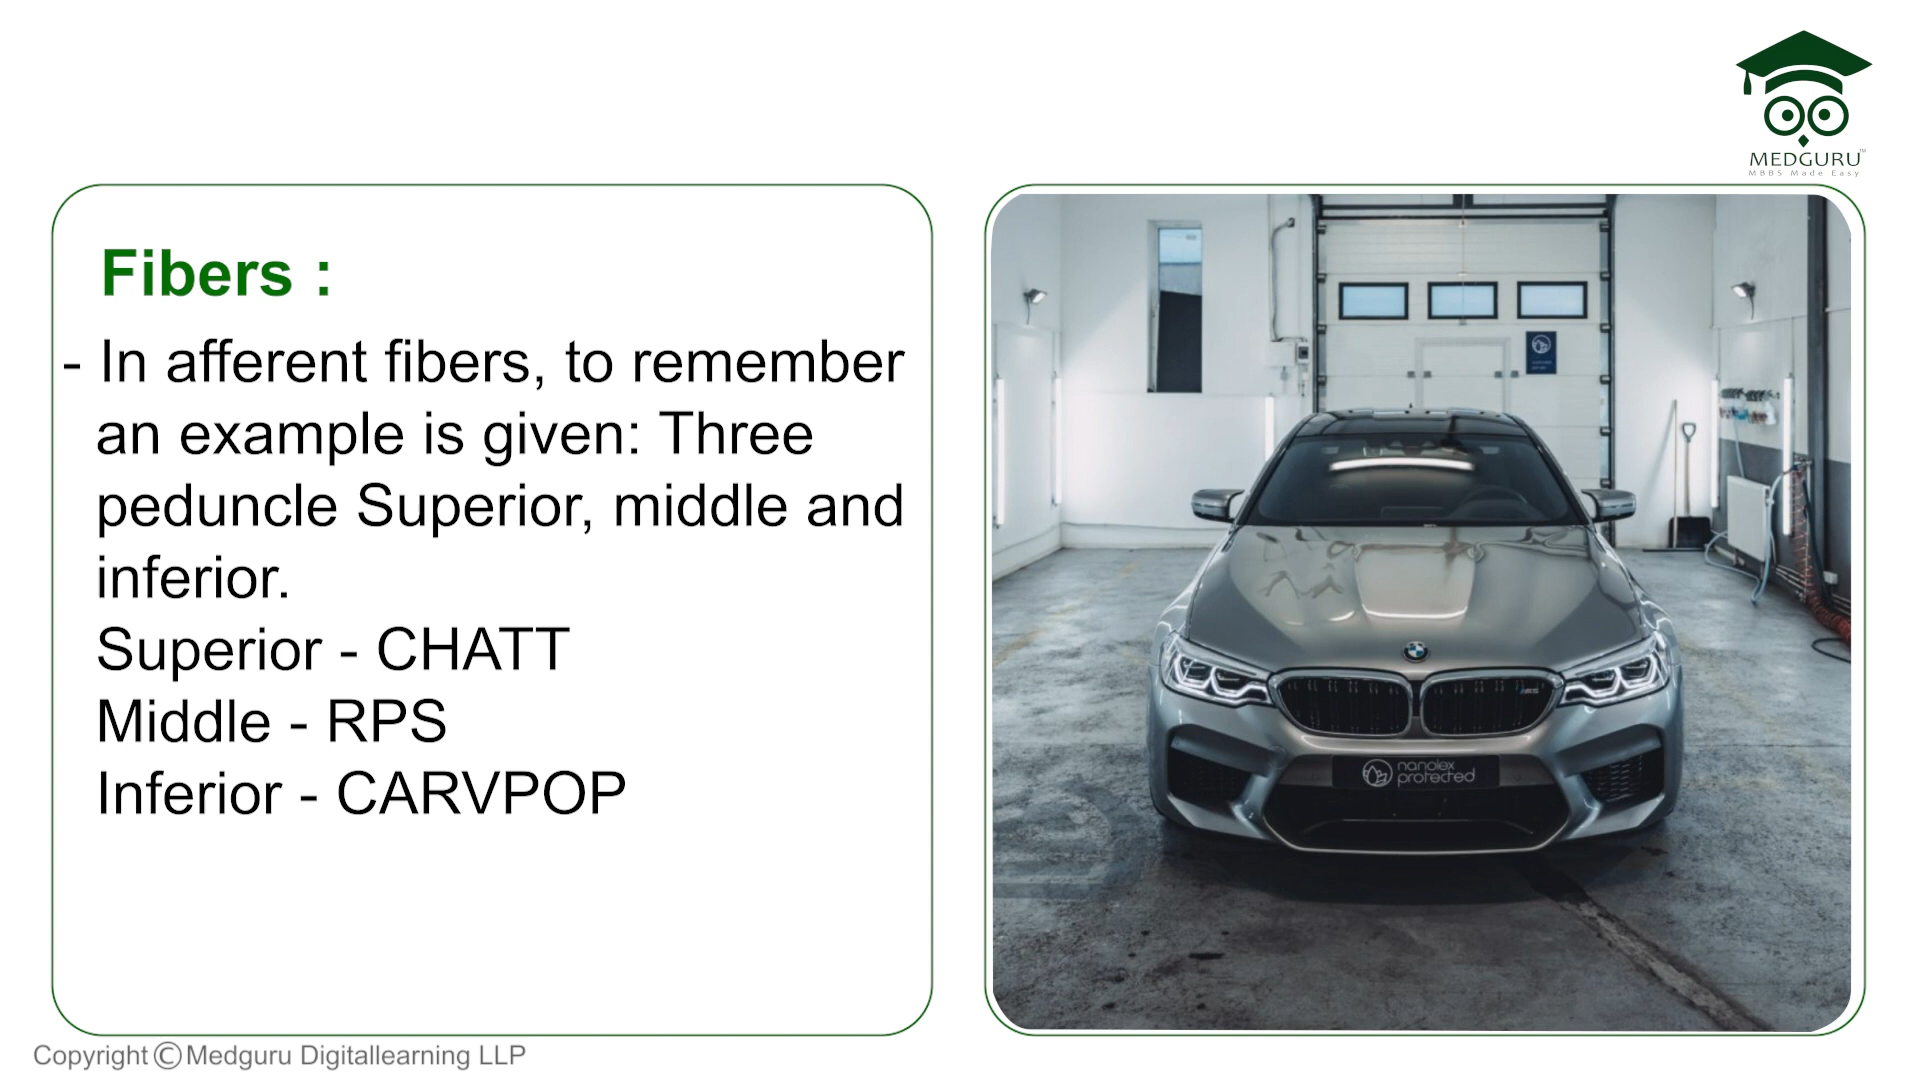 MEDGURU
MBBS Made Easy
Fibers :
- In afferent fibers, to remember
an example is given: Three
peduncle Superior, middle and
inferior.
Superior - CHATT
Middle - RPS
Inferior - CARVPOP
nanolex
protected
Copyright © Medguru Digitallearning LLP